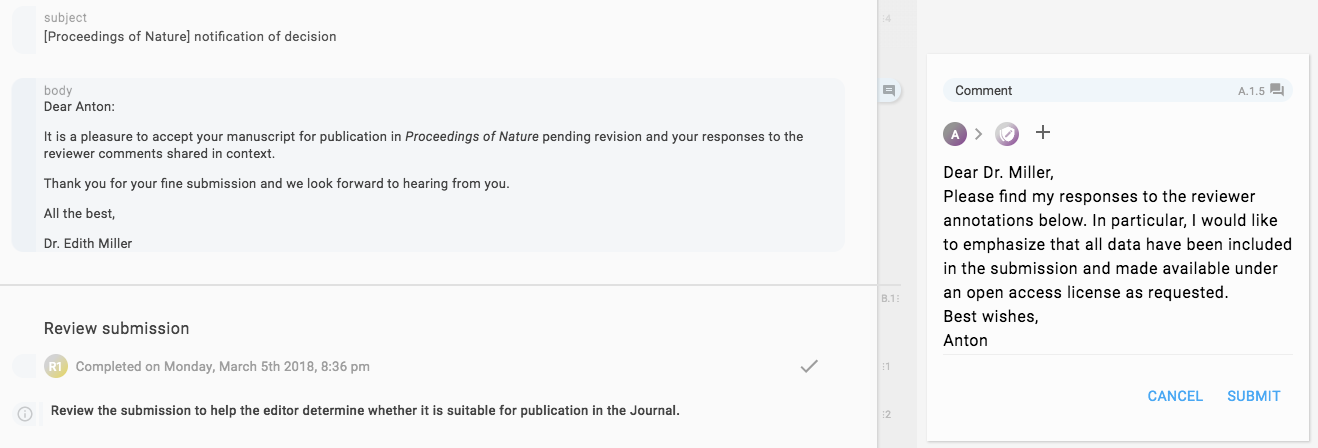 subject
[Proceedings of Nature] notification of decision
body
Dear Anton:
It is a pleasure to accept your manuscript for publication in Proceedings of Nature pending revision and your responses to the
reviewer comments shared in context.
Thank you for your fine submission and we look forward to hearing from you.
All the best,
Dr. Edith Miller
Review submission
R1 Completed on Monday, March 5th 2018, 8:36 pm
Review the submission to help the editor determine whether it is suitable for publication in the Journal.
:4
B.1
:1
:2
Comment A.1.5
A
Dear Dr. Miller,
Please find my responses to the reviewer
annotations below. In particular, I would like
to emphasize that all data have been included
in the submission and made available under
an open access license as requested.
Best wishes,
Anton
CANCEL SUBMIT